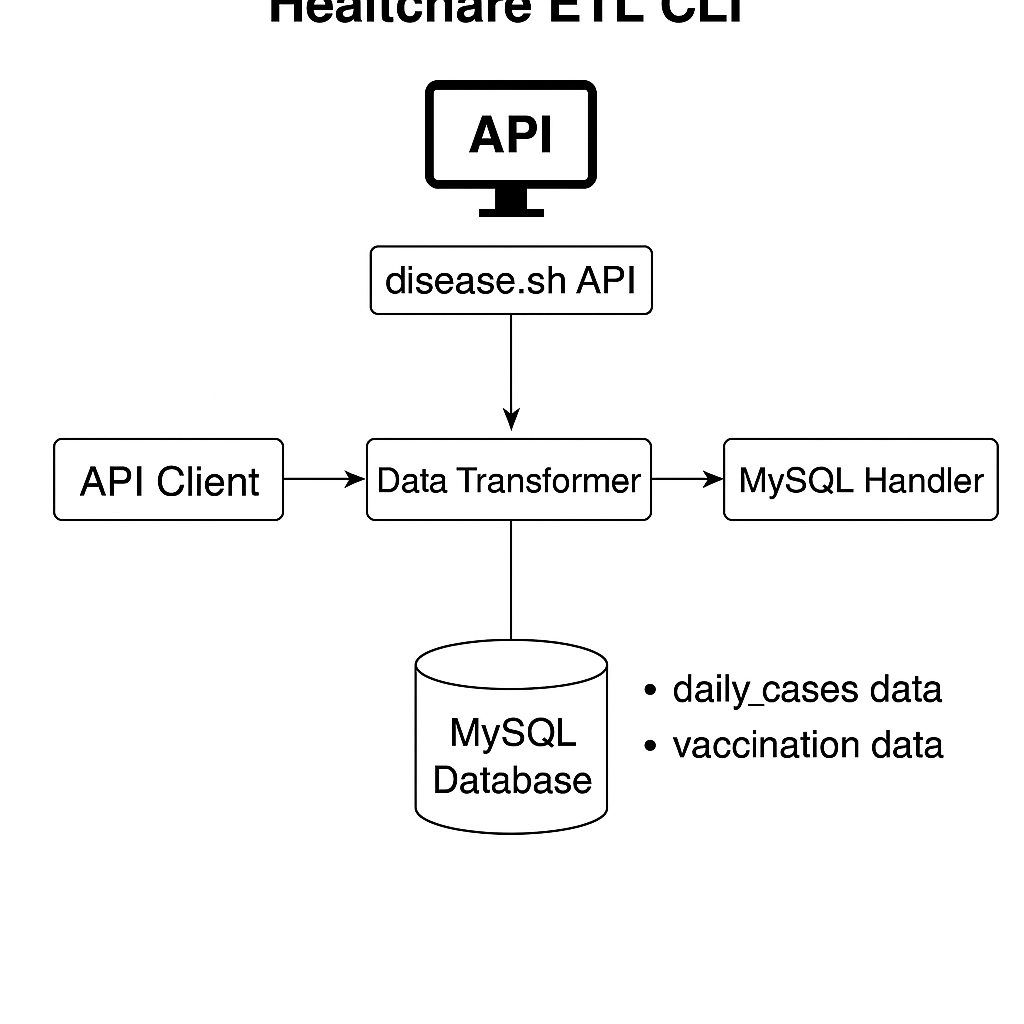 Healtchare ETL CLI
API
disease.sh API
API Client
Data Transformer
MySQL Handler
MySQL
Database
• daily_cases data
• vaccination data